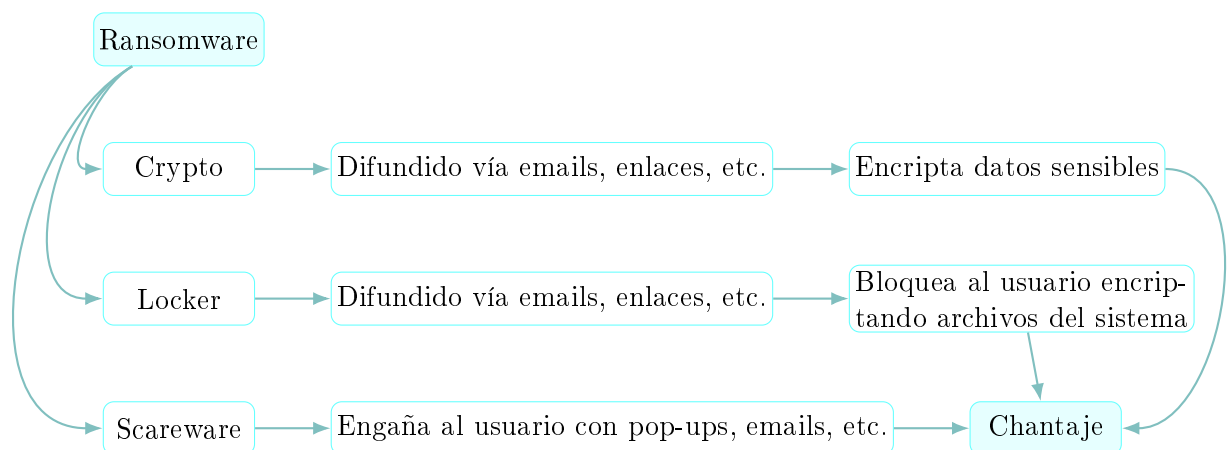 Ransomware
Crypto
Difundido vía emails, enlaces, etc.
Encripta datos sensibles
Locker
Difundido vía emails, enlaces, etc.
Bloquea al usuario encrip-
tando archivos del sistema
Scareware
Engaña al usuario con pop-ups, emails, etc.
Chantaje